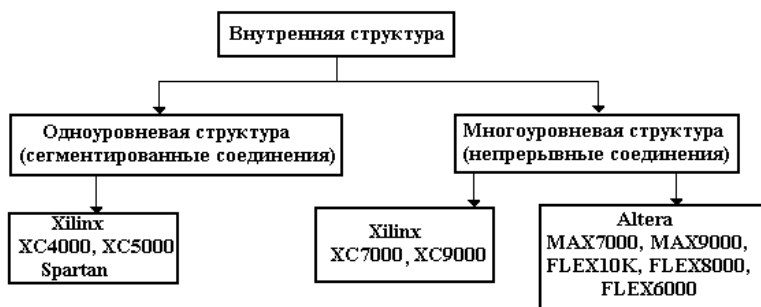 Внутренняя структура
Одноуровневая структура
(сегментированные соединения)
Многоуровневая структура
(непрерывные соединения)
Xilinx
XC4000, XC5000
Spartan
Xilinx
XC7000, XC9000
Altera
MAX7000, MAX9000,
FLEX10K, FLEX8000,
FLEX6000